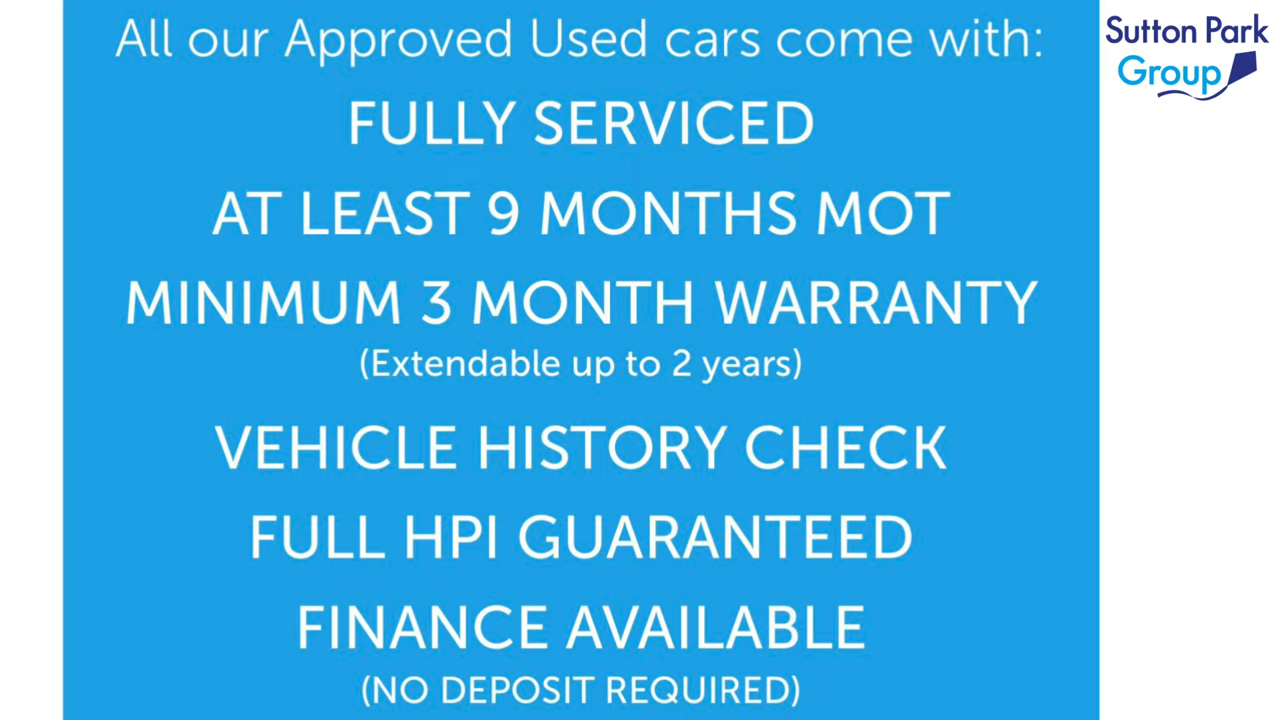 All our Approved Used cars come with:
FULLY SERVICED
AT LEAST 9 MONTHS MOT
MINIMUM 3 MONTH WARRANTY
(Extendable up to 2 years)
VEHICLE HISTORY CHECK
FULL HPI GUARANTEED
FINANCE AVAILABLE
(NO DEPOSIT REQUIRED)
Sutton Park
Group